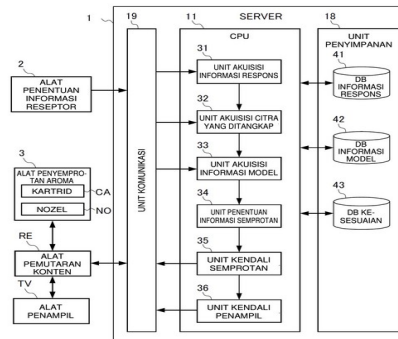 1
SERVER
19
11
CPU
18
UNIT
PENYIMPANAN
2
ALAT
PENENTUAN
INFORMASI
RESEPTOR
3
ALAT PENYEMPRO-
TAN AROMA
KARTRID
CA
NOZEL
NO
RE
ALAT
PEMUTARAN
KONTEN
TV
ALAT
PENAMPIL
UNIT KOMUNIKASI
31
UNIT AKUISISI
INFORMASI RESPONS
32
UNIT AKUISISI CITRA
YANG DITANGKAP
33
UNIT AKUISISI
INFORMASI MODEL
34
UNIT PENENTUAN
INFORMASI SEMPROTAN
35
UNIT KENDALI
SEMPROTAN
36
UNIT KENDALI
PENAMPIL
41
DB
INFORMASI
RESPONS
42
DB
INFORMASI
MODEL
43
DB KE-
SESUAIAN